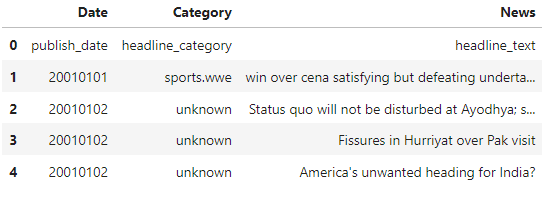 Date Category News
0 publish_date headline_category headline_text
1 20010101 sports.wwe win over cena satisfying but defeating underta...
2 20010102 unknown Status quo will not be disturbed at Ayodhya; s...
3 20010102 unknown Fissures in Hurriyat over Pak visit
4 20010102 unknown America's unwanted heading for India?